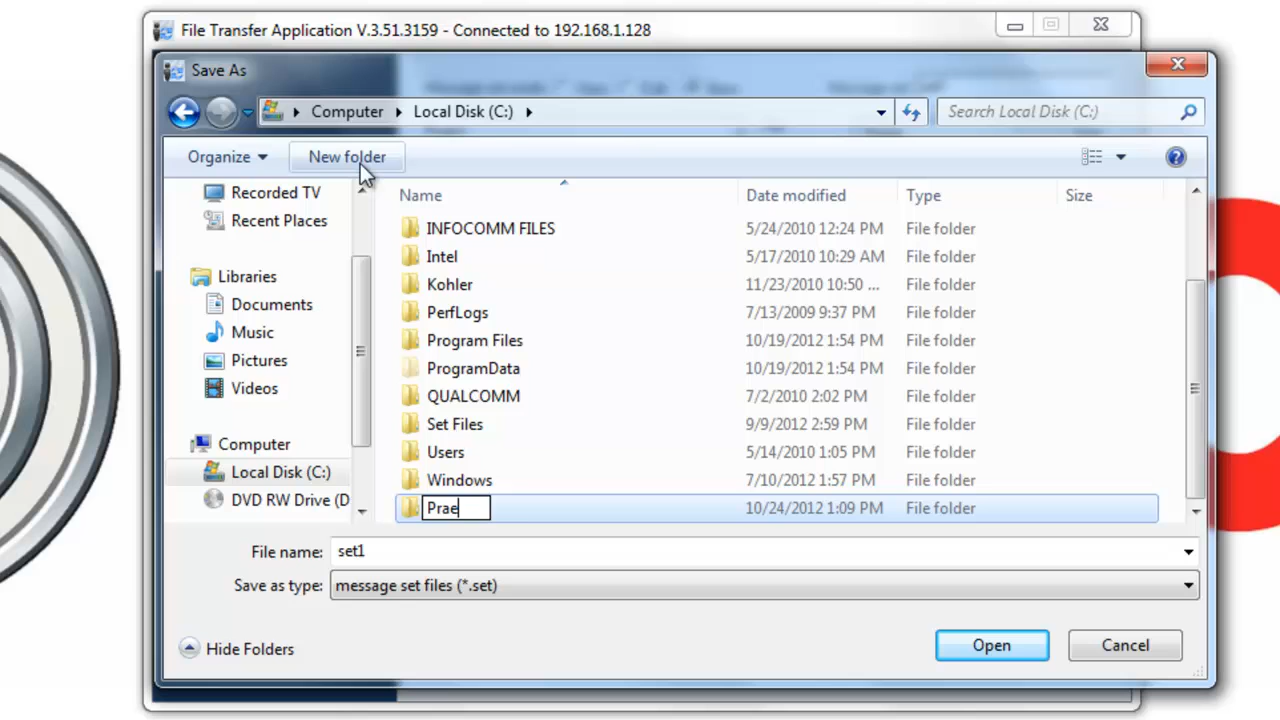 File Transfer Application V.3.51.3159 - Connected to 192.168.1.128
Save As
Computer Local Disk (C:) Search Local Disk (C:)
Organize New folder
Recorded TV
Recent Places
Libraries
Documents
Music
Pictures
Videos
Computer
Local Disk (C:)
DVD RW Drive (D
Name Date modified Type Size
INFOCOMM FILES 5/24/2010 12:24 PM File folder
Intel 5/17/2010 10:29 AM File folder
Kohler 11/23/2010 10:50 ... File folder
PerfLogs 7/13/2009 9:37 PM File folder
Program Files 10/19/2012 1:54 PM File folder
ProgramData 10/19/2012 1:54 PM File folder
QUALCOMM 7/2/2010 2:02 PM File folder
Set Files 9/9/2012 2:59 PM File folder
Users 5/14/2010 1:05 PM File folder
Windows 7/10/2012 1:57 PM File folder
Prae 10/24/2012 1:09 PM File folder
File name: set1
Save as type: message set files (*.set)
Hide Folders Open Cancel